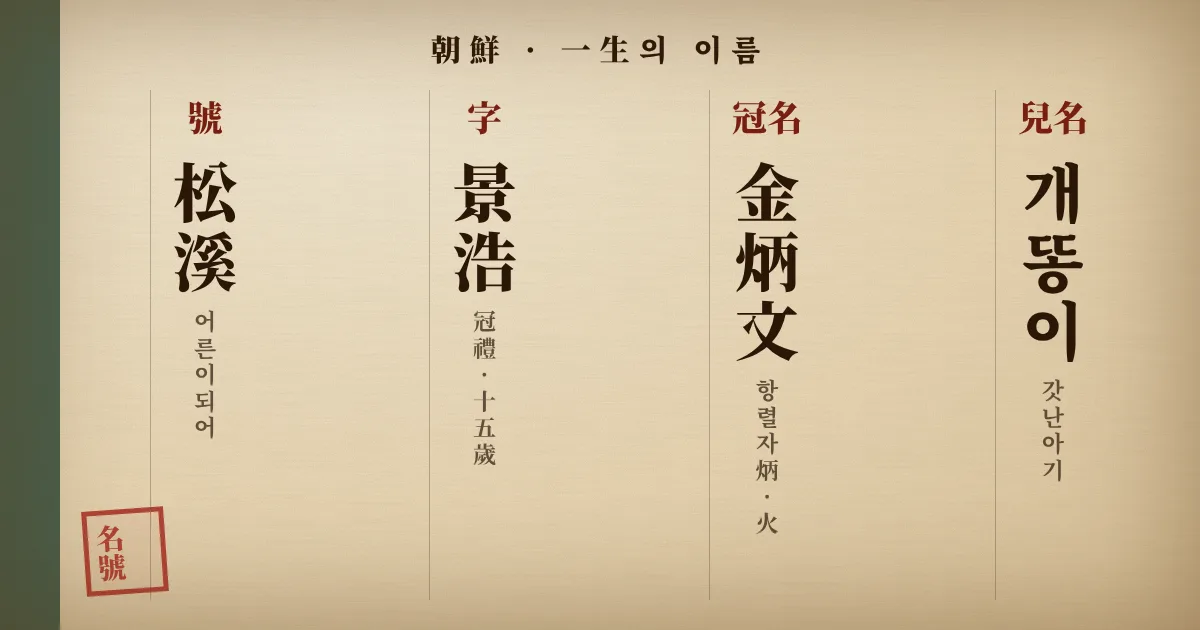 朝鮮 · 一生의 이름
兒名
개똥이
갓난아기
冠名
金炳文
항렬자炳·火
字
景浩
冠禮·十五歲
號
松溪
어른이되어
名號